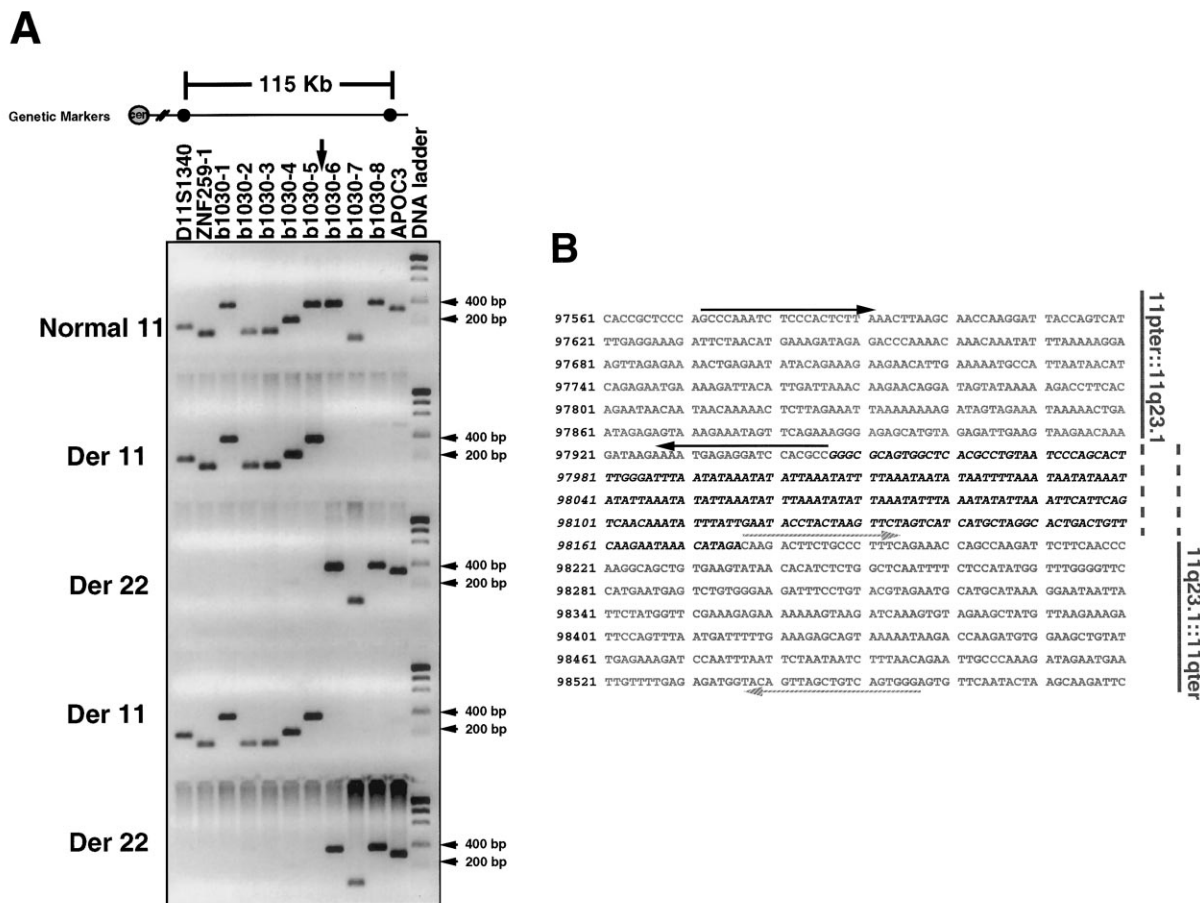 A
115 Kb
Genetic Markers
cen
D11S1340
ZNF259-1
b1030-1
b1030-2
b1030-3
b1030-4
b1030-5
b1030-6
b1030-7
b1030-8
APOC3
DNA ladder
Normal 11
400 bp
200 bp
Der 11
400 bp
200 bp
Der 22
400 bp
200 bp
Der 11
400 bp
200 bp
Der 22
400 bp
200 bp
B
97561 CACCGCTCCC AGCCCAAATC TCCCACTCTT AAACTTAAGC AACCAAGGAT TACCAGTCAT
97621 TTGAGGAAAG ATTCTAACAT GAAAGATAGA GACCCAAAAC AAACAAATAT TTAAAAAGGA
97681 AGTTAGAGAA AACTGAGAAT ATACAGAAAG AAGAACATTG AAAAATGCCA TTAATAACAT
97741 CAGAGAATGA AAAGATTACA TTGATTAAAC AAGAACAGGA TAGTATAAAA AGACCTTCAC
97801 AGAATAACAA TAACAAAAAC TCTTAGAAAT TAAAAAAAAG ATAGTAGAAA TAAAAACTGA
97861 ATAGAGAGTA AAGAAATAGTT TCAGAAAGGG AGAGCATGTA GAGATTGAAG TAAGAACAAA
97921 GATAAGAAAA TGAGAGGATC CACGCCGGGC GCAGTGGCTC ACGCCTGTAA TCCCAGCACT
97981 TTGGGATTTA ATATAAATAT ATTAAATATA TTTAAATAATA TAATTTTAAA TAATATAAAT
98041 ATATTAAATA TATTAAATAT TTAAATATAT TAAATATTTA AATATATTAA ATTCATTCAG
98101 TCAACAAATA TTTATTGAAT ACCTACTAAG TTCTAGTCAT CATGCTAGGC ACTGACTGTT
98161 CAAGAATAAA CATAGACAAG ACTTCTGCCC TTTCAGAAAC CAGCCAAGAT TCTTCAACCC
98221 AAGGCAGCTG TGAAGTATAA CACATCTCTG GCTCAATTTT CTCCATATGG TTTGGGGTTC
98281 CATGAATGAG TCTGTGGGAA GATTTCCTGT ACGTAGAATG CATGCATAAA GGAATAATTA
98341 TTCTATGGTT CGAAAGAGAA AAAAAGTAAG ATCAAAGTGT AGAAGCTATG TTAAGAAAGA
98401 TTCCAGTTTA ATGATTTTTG AAAGAGCAGT AAAAAATAAGA CCAAGATGTG GAAGCTGTAT
98461 TGAGAAAGAT CCAATTTAAT TCTAATAATC TTTAACAGAA TTGCCCAAAG ATAGAATGAA
98521 TTGTTTTGAG AGATGGTACA GTTAGCTGTC AGTGGGAGTG TTCAATACTA AGCAAGATTC
11pter::11q23.1
11q23.1::11qter